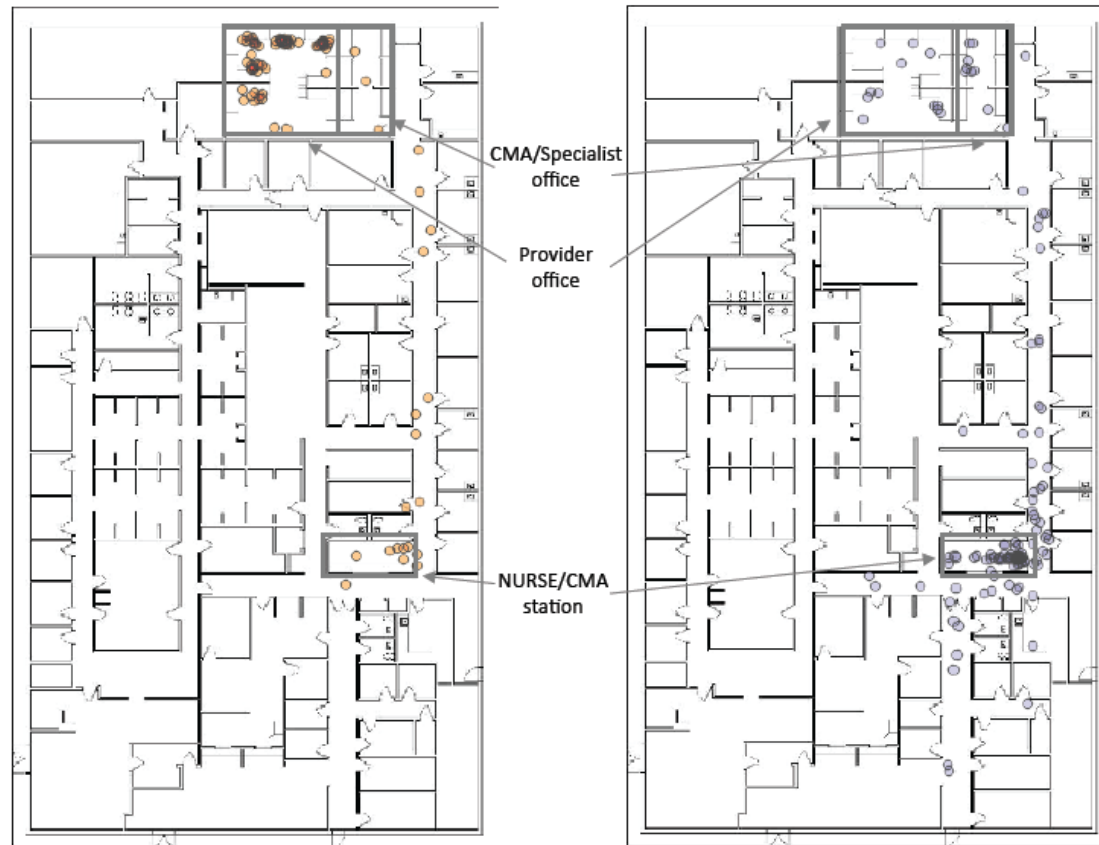 CMA/Specialist
office
Provider
office
NURSE/CMA
station